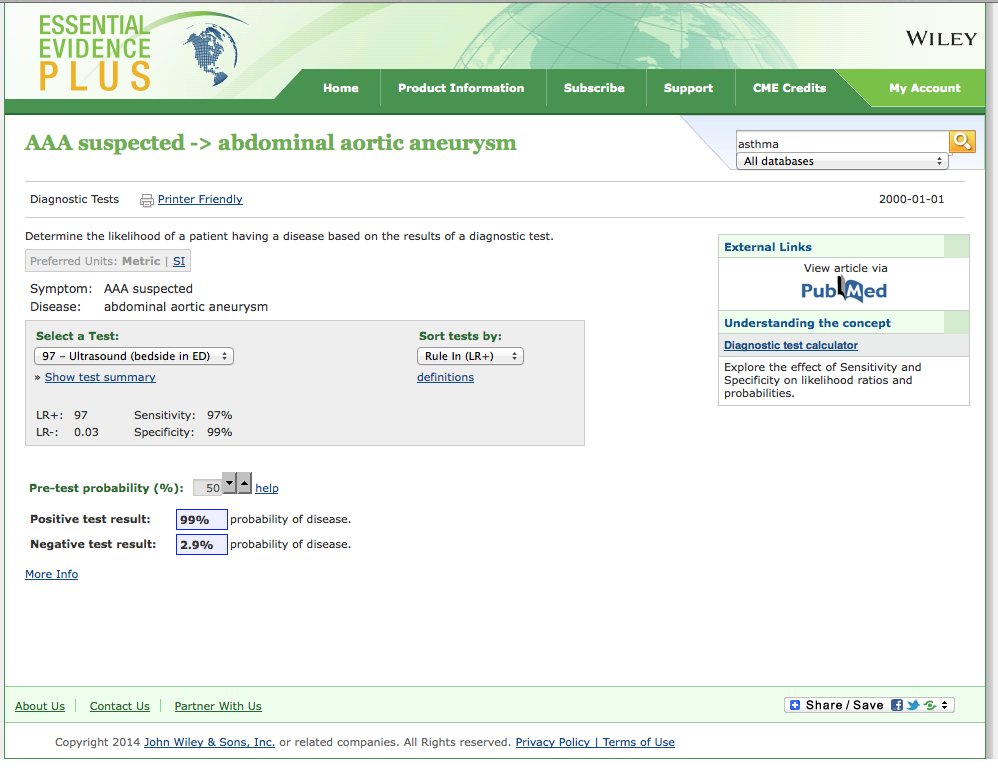 ESSENTIAL
EVIDENCE
PLUS
WILEY
Home
Product Information
Subscribe
Support
CME Credits
My Account
AAA suspected -> abdominal aortic aneurysm
asthma
All databases
Diagnostic Tests
Printer Friendly
2000-01-01
Determine the likelihood of a patient having a disease based on the results of a diagnostic test.
Preferred Units: Metric | SI
Symptom: AAA suspected
Disease: abdominal aortic aneurysm
Select a Test:
Sort tests by:
97 - Ultrasound (bedside in ED)
Rule In (LR+)
» Show test summary
definitions
LR+: 97 Sensitivity: 97%
LR-: 0.03 Specificity: 99%
Pre-test probability (%): 50 help
Positive test result: 99% probability of disease.
Negative test result: 2.9% probability of disease.
More Info
External Links
View article via
PubMed
Understanding the concept
Diagnostic test calculator
Explore the effect of Sensitivity and
Specificity on likelihood ratios and
probabilities.
About Us
Contact Us
Partner With Us
Share / Save
Copyright 2014 John Wiley & Sons, Inc. or related companies. All Rights reserved. Privacy Policy | Terms of Use